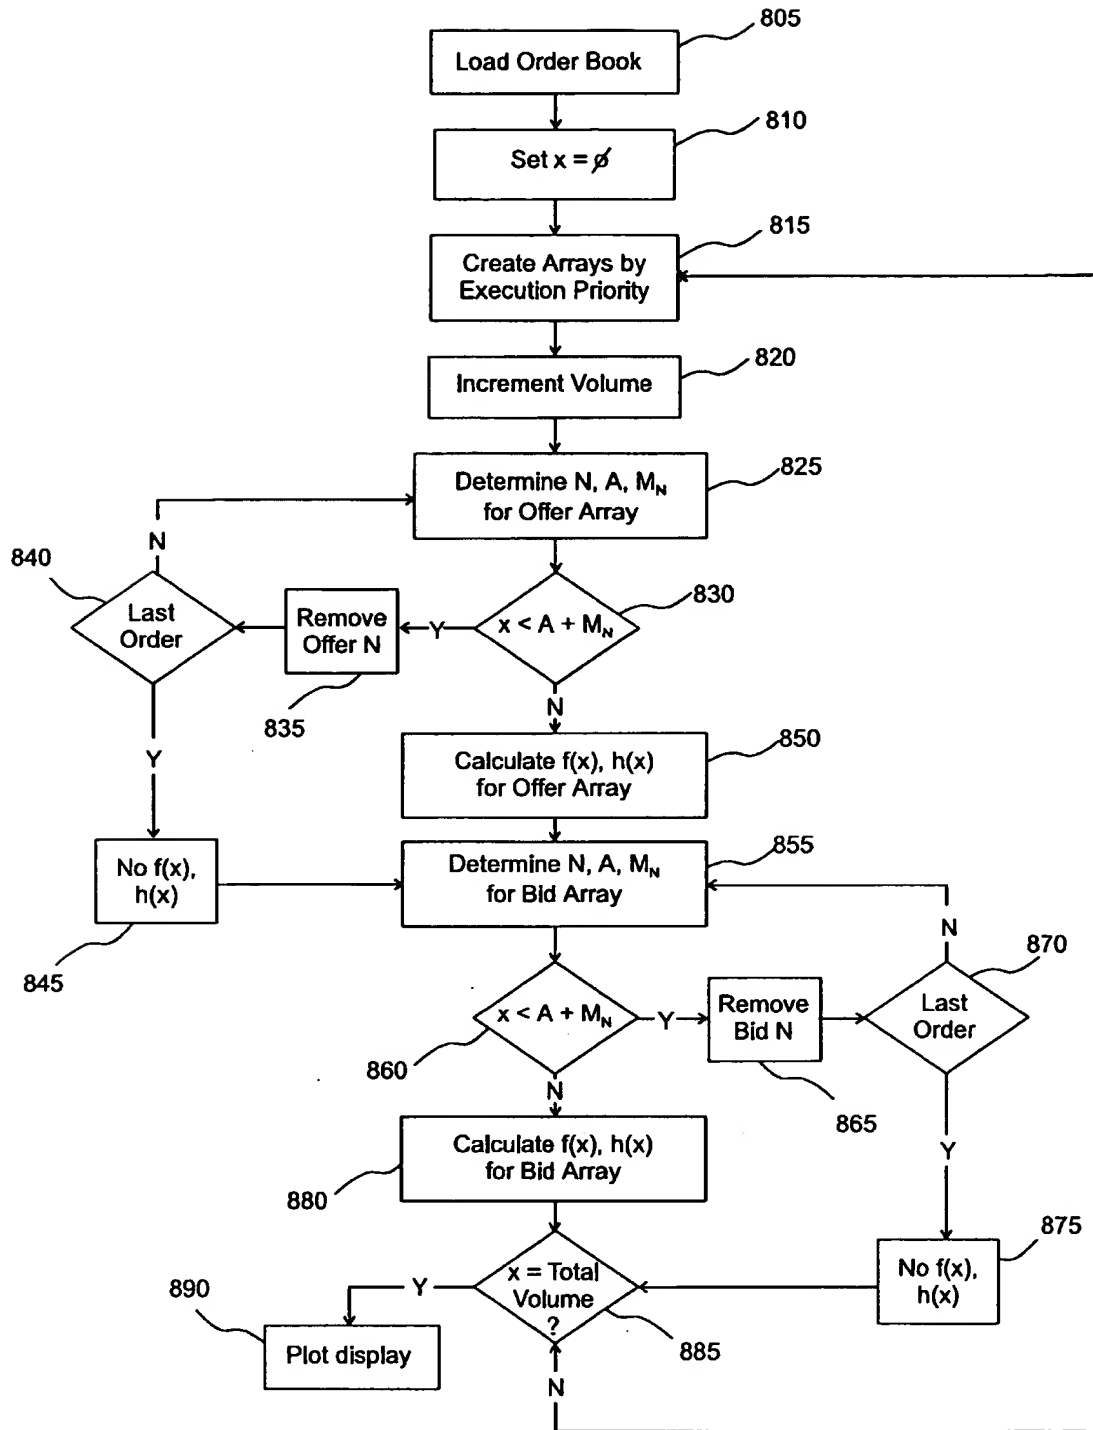 805
Load Order Book
810
Set x = ø
815
Create Arrays by
Execution Priority
820
Increment Volume
825
Determine N, A, M_N
for Offer Array
N
840
Last
Order
Remove
Offer N
Y
830
x < A + M_N
835
N
Y
850
Calculate f(x), h(x)
for Offer Array
No f(x),
h(x)
845
855
Determine N, A, M_N
for Bid Array
N
870
x < A + M_N
860
Y
Remove
Bid N
865
Last
Order
N
Calculate f(x), h(x)
for Bid Array
880
Y
875
No f(x),
h(x)
x = Total
Volume
?
885
Y
890
Plot display
N